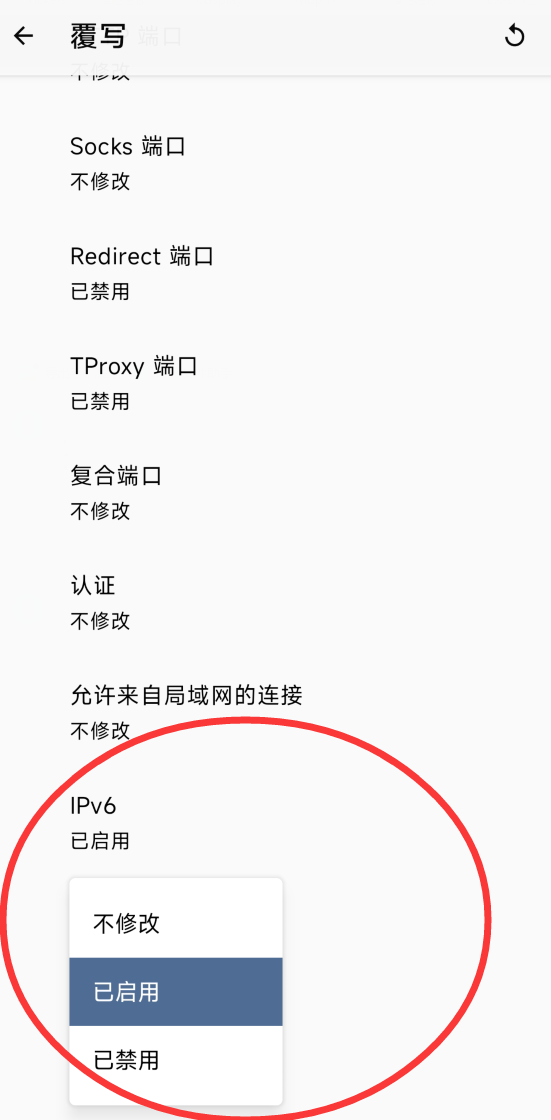 覆写
端口
不修改
Socks 端口
不修改
Redirect 端口
已禁用
TProxy 端口
已禁用
复合端口
不修改
认证
不修改
允许来自局域网的连接
不修改
IPv6
已启用
不修改
已启用
已禁用